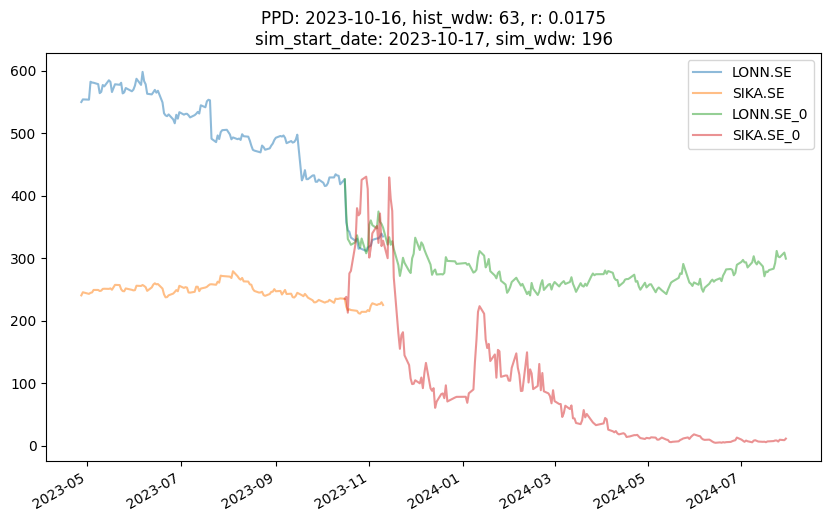 PPD: 2023-10-16, hist_wdw: 63, r: 0.0175
sim_start_date: 2023-10-17, sim_wdw: 196
LONN.SE
SIKA.SE
LONN.SE_0
SIKA.SE_0
600
500
400
300
200
100
0
2023-05
2023-07
2023-09
2023-11
2024-01
2024-03
2024-05
2024-07